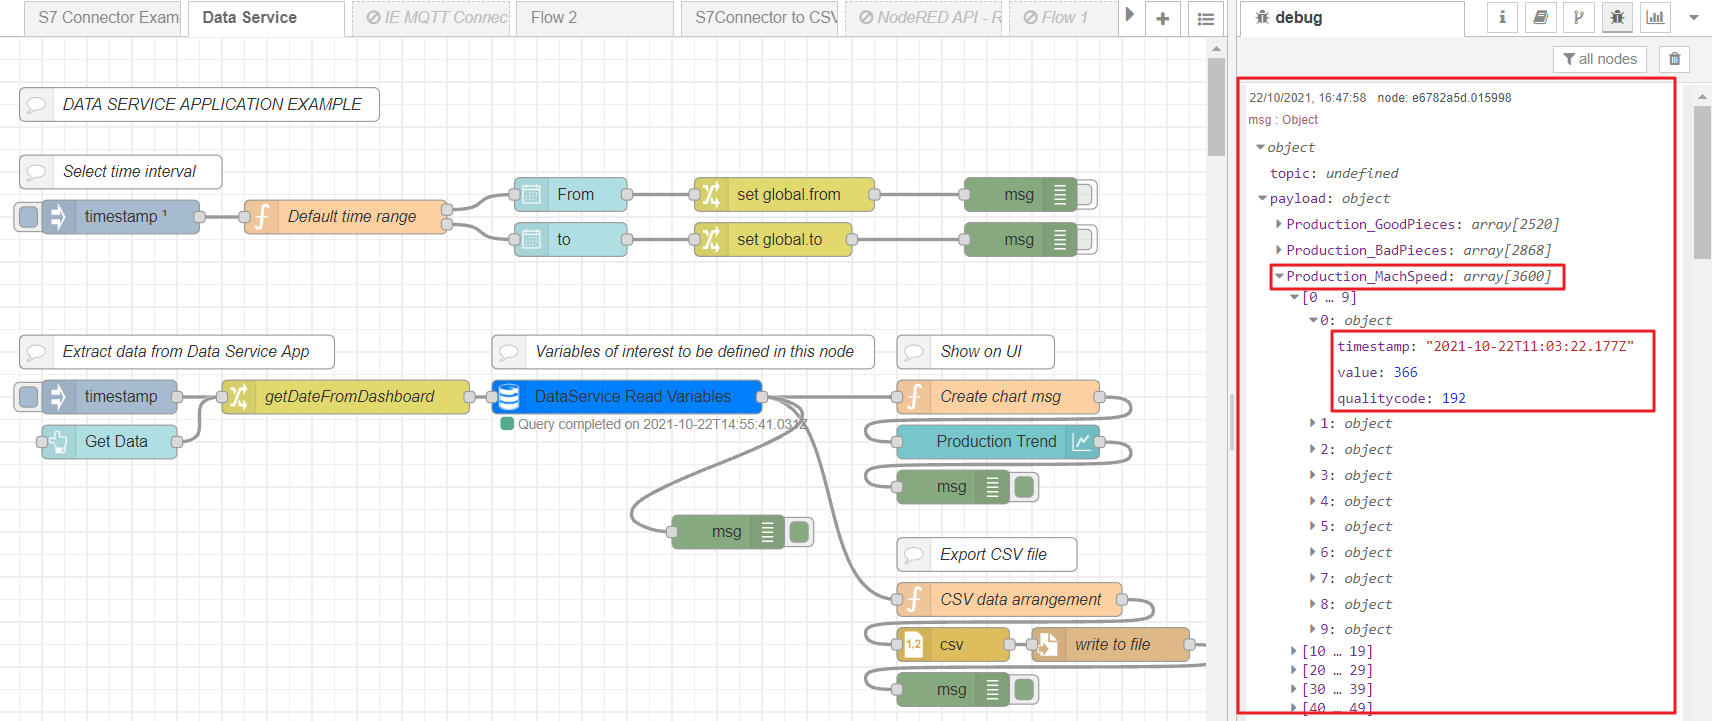 S7 Connector Exam
Data Service
IE MQTT Connec
Flow 2
S7Connector to CSV
NodeRED API - R
Flow 1
debug
i
all nodes
DATA SERVICE APPLICATION EXAMPLE
Select time interval
timestamp ¹
Default time range
From
set global.from
msg
to
set global.to
msg
Extract data from Data Service App
Variables of interest to be defined in this node
Show on UI
timestamp
getDateFromDashboard
DataService Read Variables
Create chart msg
Query completed on 2021-10-22T14:55:41.031Z
Get Data
Production Trend
msg
msg
Export CSV file
CSV data arrangement
1,2
csv
write to file
msg
22/10/2021, 16:47:58 node: e6782a5d.015998
msg : Object
object
topic: undefined
payload: object
Production_GoodPieces: array[2520]
Production_BadPieces: array[2868]
Production_MachSpeed: array[3600]
[0 … 9]
0: object
timestamp: "2021-10-22T11:03:22.177Z"
value: 366
qualitycode: 192
1: object
2: object
3: object
4: object
5: object
6: object
7: object
8: object
9: object
[10 … 19]
[20 … 29]
[30 … 39]
[40 … 49]